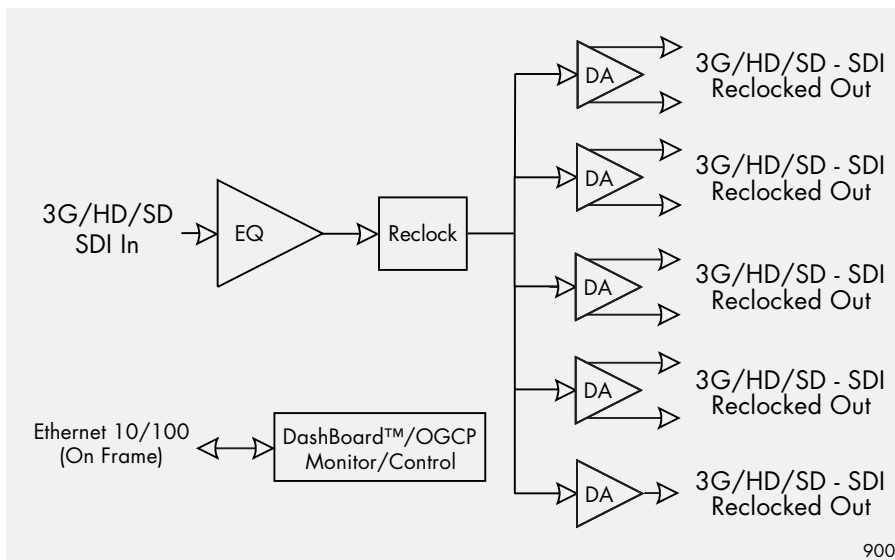 3G/HD/SD
SDI In
EQ
Reclock
DA
3G/HD/SD - SDI
Reclocked Out
DA
3G/HD/SD - SDI
Reclocked Out
DA
3G/HD/SD - SDI
Reclocked Out
DA
3G/HD/SD - SDI
Reclocked Out
DA
3G/HD/SD - SDI
Reclocked Out
Ethernet 10/100
(On Frame)
DashBoard™/OGCP
Monitor/Control
900